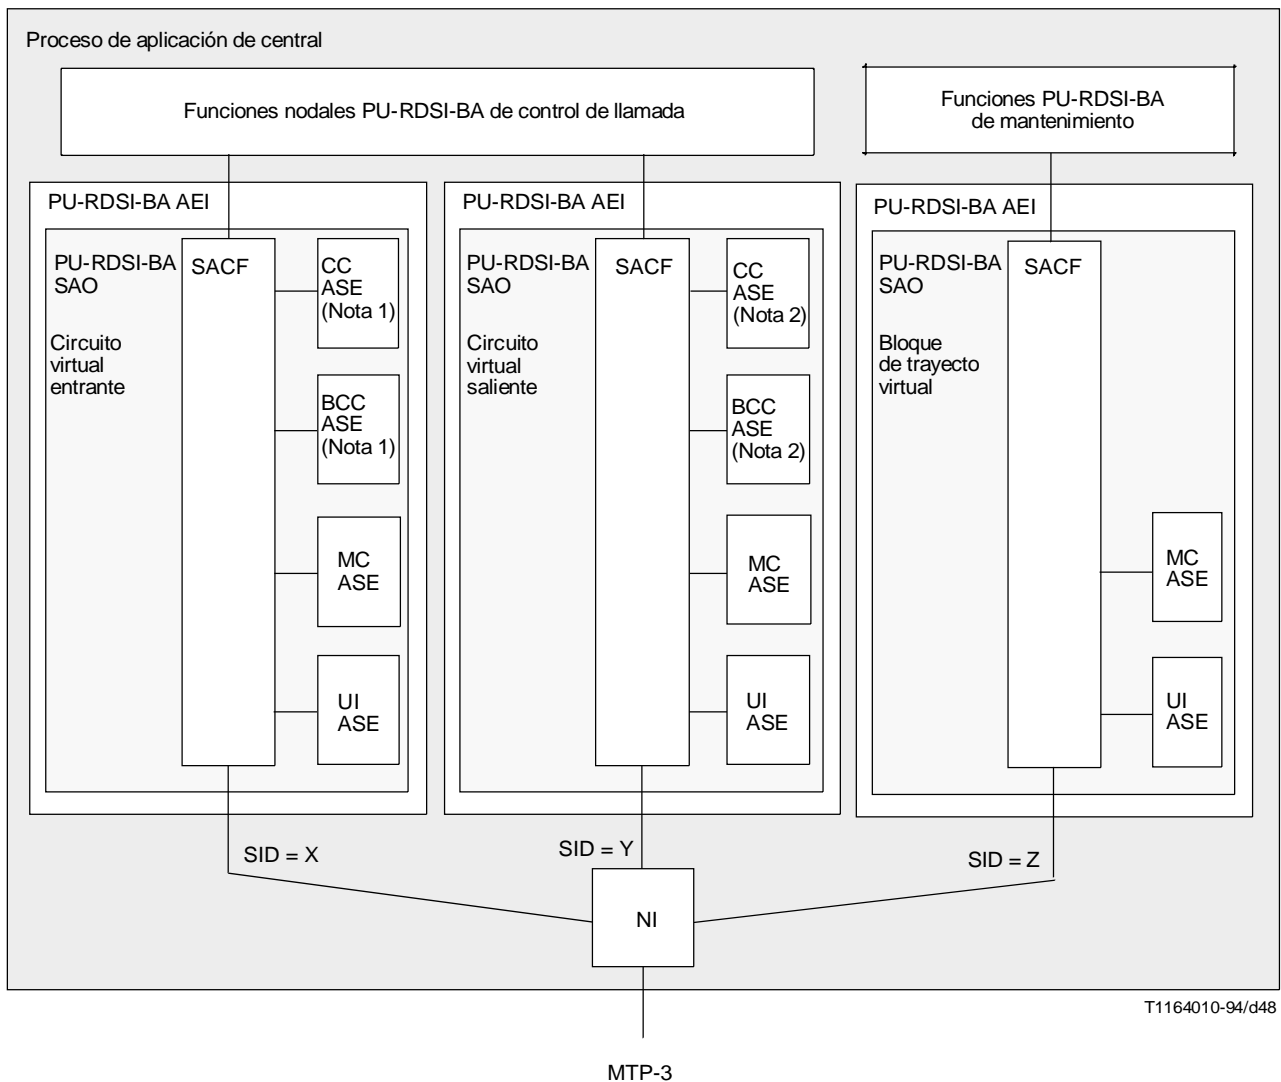 Proceso de aplicación de central
Funciones nodales PU-RDSI-BA de control de llamada
Funciones PU-RDSI-BA
de mantenimiento
PU-RDSI-BA AEI
PU-RDSI-BA
SAO
SACF
CC
ASE
(Nota 1)
Circuito
virtual
entrante
BCC
ASE
(Nota 1)
MC
ASE
UI
ASE
PU-RDSI-BA AEI
PU-RDSI-BA
SAO
SACF
CC
ASE
(Nota 2)
Circuito
virtual
saliente
BCC
ASE
(Nota 2)
MC
ASE
UI
ASE
PU-RDSI-BA AEI
PU-RDSI-BA
SAO
SACF
Bloque
de trayecto
virtual
MC
ASE
UI
ASE
SID = X
SID = Y
SID = Z
NI
T1164010-94/d48
MTP-3